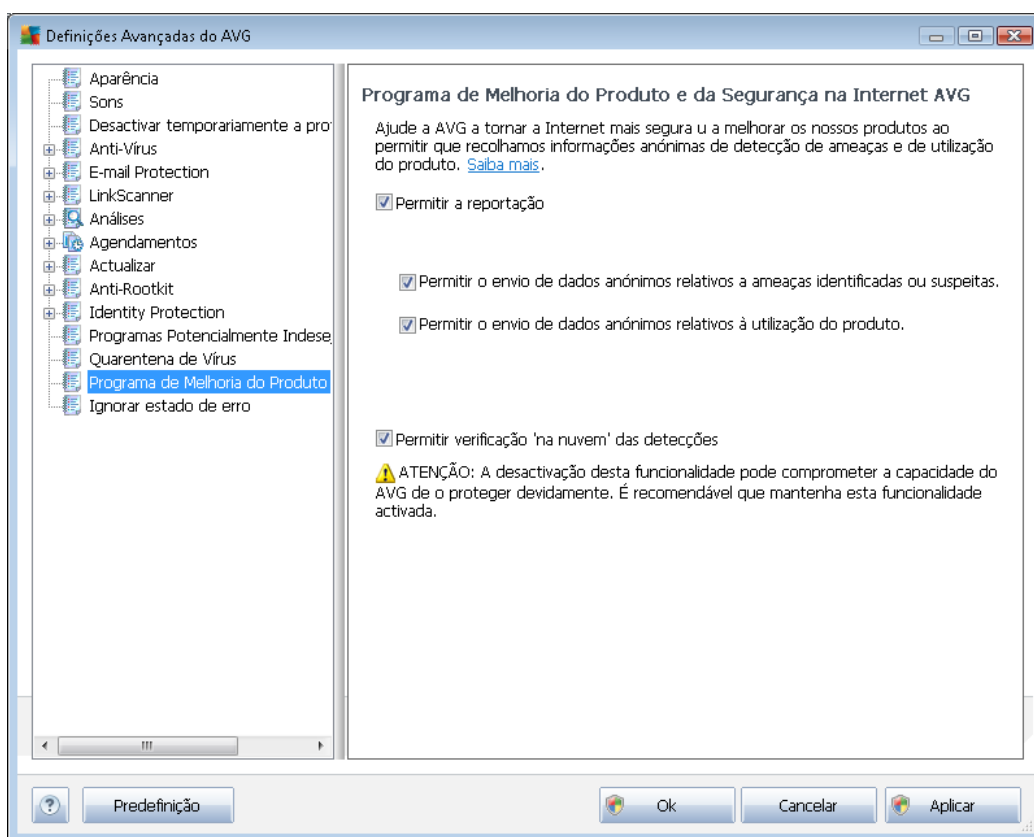 Definições Avançadas do AVG
Aparência
Sons
Desactivar temporariamente a pro
Anti-Vírus
E-mail Protection
LinkScanner
Análises
Agendamentos
Actualizar
Anti-Rootkit
Identity Protection
Programas Potencialmente Indese
Quarentena de Vírus
Programa de Melhoria do Produto
Ignorar estado de erro
Programa de Melhoria do Produto e da Segurança na Internet AVG
Ajude a AVG a tornar a Internet mais segura u a melhorar os nossos produtos ao
permitir que recolhamos informações anónimas de detecção de ameaças e de utilização
do produto. Saiba mais.
Permitir a reportação
Permitir o envio de dados anónimos relativos a ameaças identificadas ou suspeitas.
Permitir o envio de dados anónimos relativos à utilização do produto.
Permitir verificação 'na nuvem' das detecções
ATENÇÃO: A desactivação desta funcionalidade pode comprometer a capacidade do
AVG de o proteger devidamente. É recomendável que mantenha esta funcionalidade
activada.
Predefinição
Ok
Cancelar
Aplicar